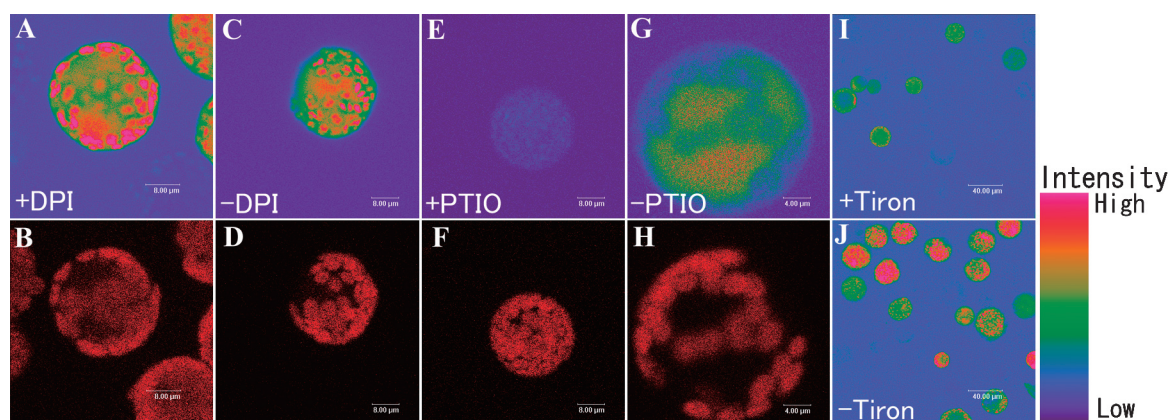 A
+DPI
8.00 µm
C
−DPI
8.00 µm
E
+PTIO
8.00 µm
G
−PTIO
4.00 µm
I
+Tiron
40.00 µm
B
8.00 µm
D
8.00 µm
F
8.00 µm
H
4.00 µm
J
−Tiron
40.00 µm
Intensity
High
Low